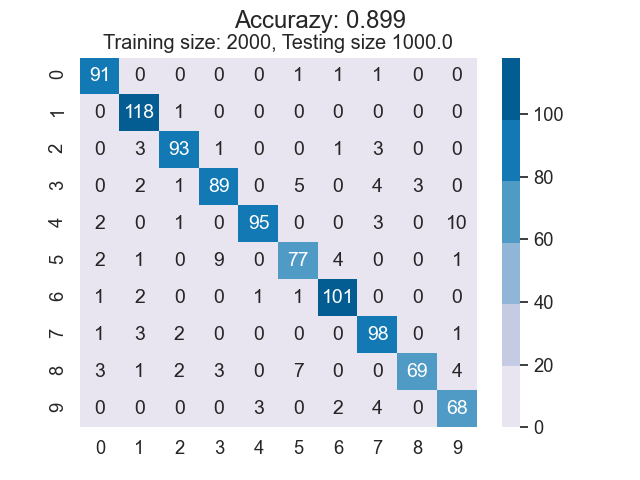 Accurazy: 0.899
Training size: 2000, Testing size 1000.0
0 91 0 0 0 0 1 1 1 0 0
1 0 118 1 0 0 0 0 0 0 0
2 0 3 93 1 0 0 1 3 0 0
3 0 2 1 89 0 5 0 4 3 0
4 2 0 1 0 95 0 0 3 0 10
5 2 1 0 9 0 77 4 0 0 1
6 1 2 0 0 1 1 101 0 0 0
7 1 3 2 0 0 0 0 98 0 1
8 3 1 2 3 0 7 0 0 69 4
9 0 0 0 0 3 0 2 4 0 68
0 1 2 3 4 5 6 7 8 9
100
80
60
40
20
0